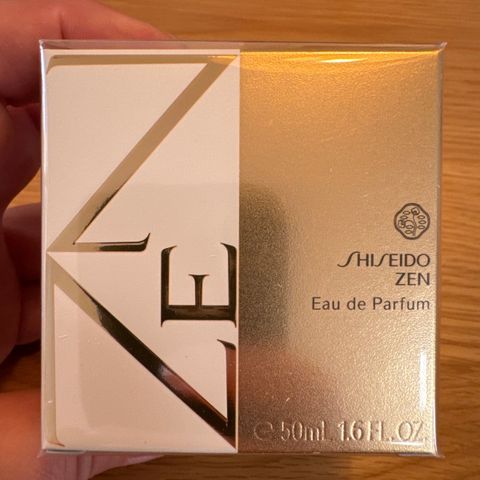 ZEN
SHISEIDO
ZEN
Eau de Parfum
℮ 50mL 1.6 FL. OZ.